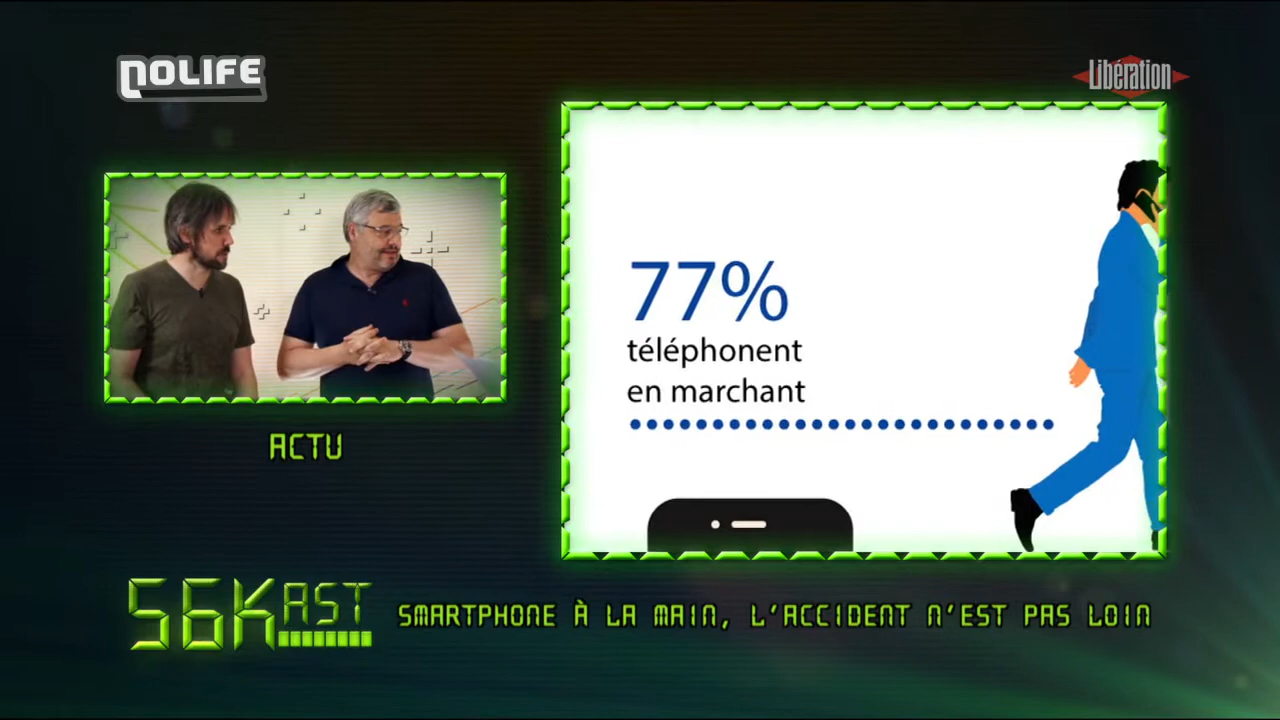 NOLIFE
Libération
77%
téléphonent
en marchant
ACTU
56KAST
SMARTPHONE À LA MAIN, L'ACCIDENT N'EST PAS LOIN